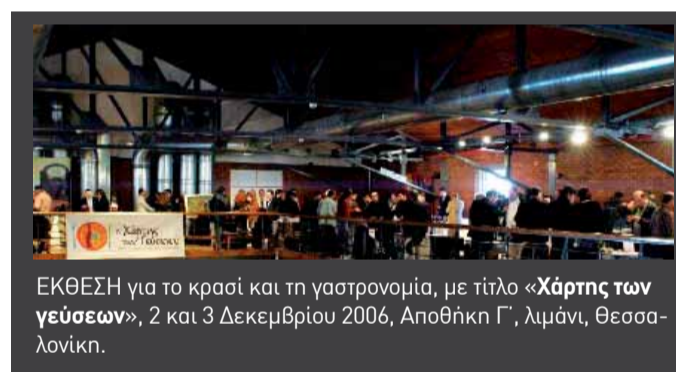 ο Χάρτης
των Γεύσεων
ΕΚΘΕΣΗ για το κρασί και τη γαστρονομία, με τίτλο «Χάρτης των
γεύσεων», 2 και 3 Δεκεμβρίου 2006, Αποθήκη Γ΄, λιμάνι, Θεσσα-
λονίκη.